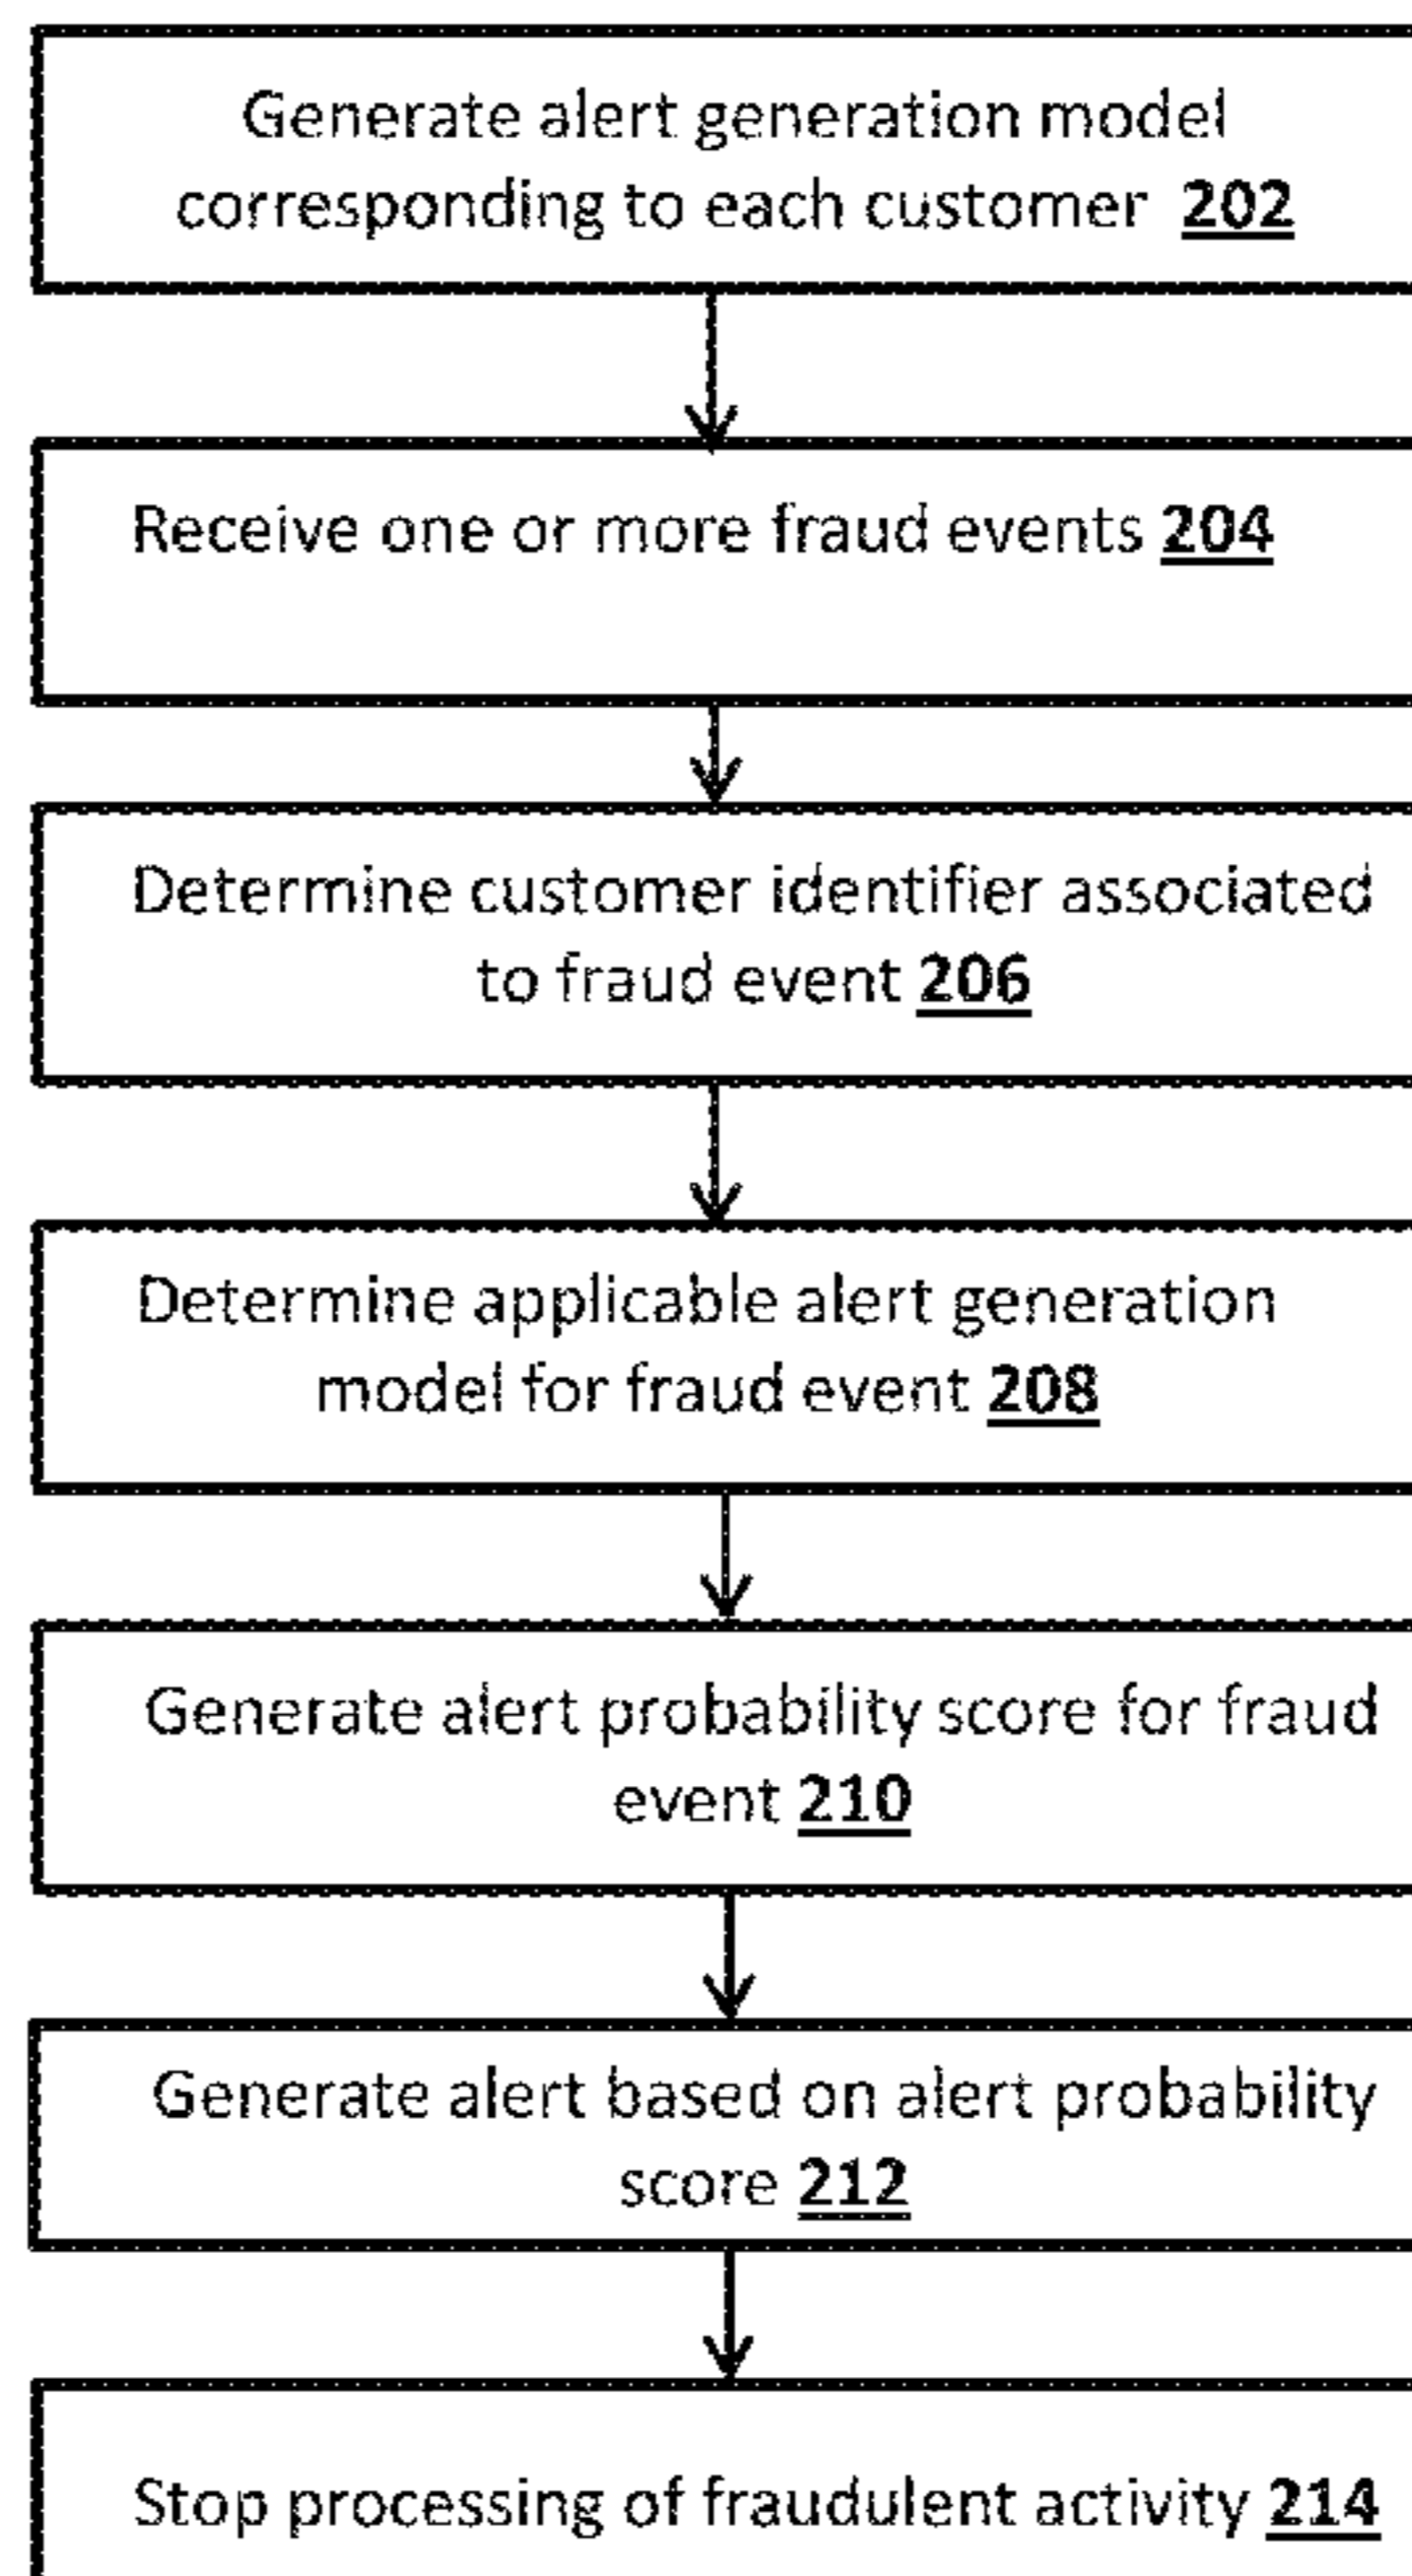 Generate alert generation model
corresponding to each customer 202
Receive one or more fraud events 204
Determine customer identifier associated
to fraud event 206
Determine applicable alert generation
model for fraud event 208
Generate alert probability score for fraud
event 210
Generate alert based on alert probability
score 212
Stop processing of fraudulent activity 214